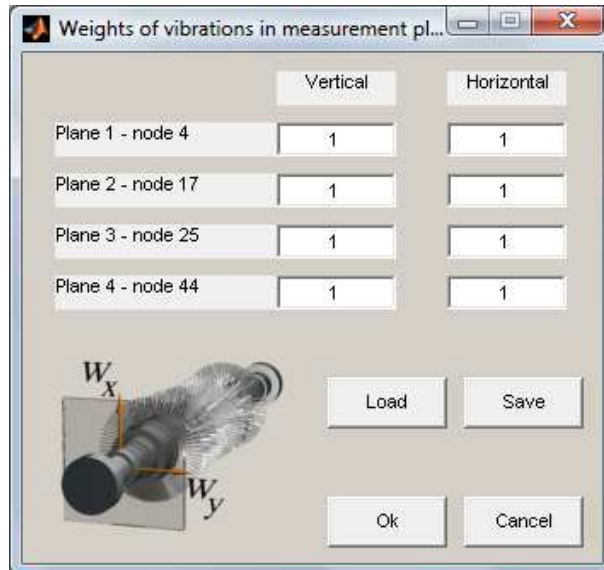 Weights of vibrations in measurement pl...
Vertical Horizontal
Plane 1 - node 4 1 1
Plane 2 - node 17 1 1
Plane 3 - node 25 1 1
Plane 4 - node 44 1 1
Wx
Wy
Load Save
Ok Cancel